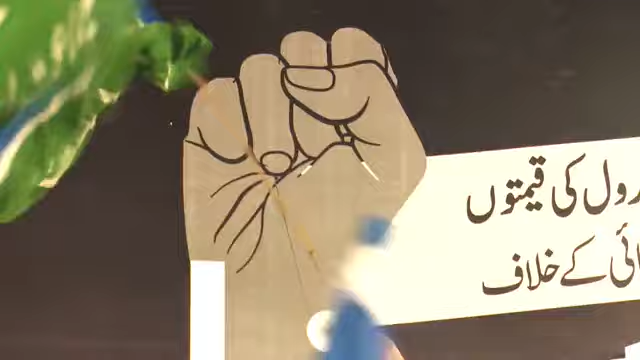 رول کی قیمتوں
ائی کے خلاف